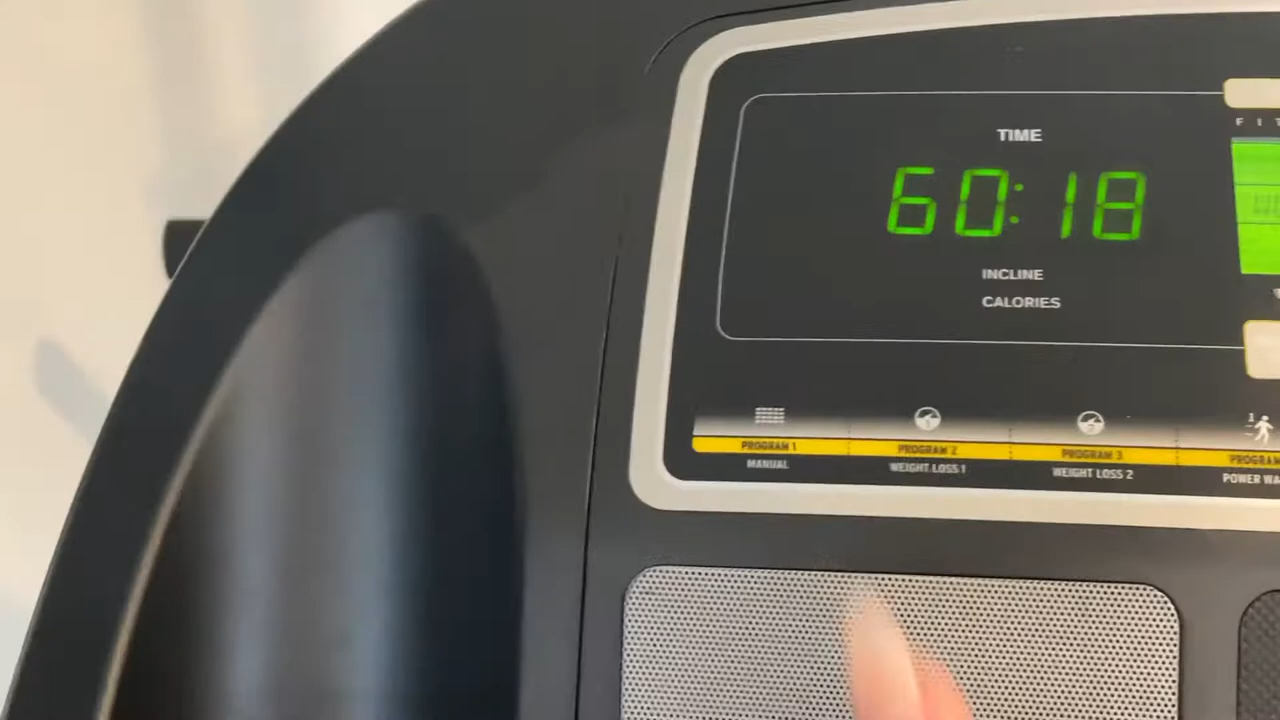 TIME
60:18
INCLINE
CALORIES
F I T
PROGRAM 1
MANUAL
PROGRAM 2
WEIGHT LOSS 1
PROGRAM 3
WEIGHT LOSS 2
PROGRAM
POWER WA